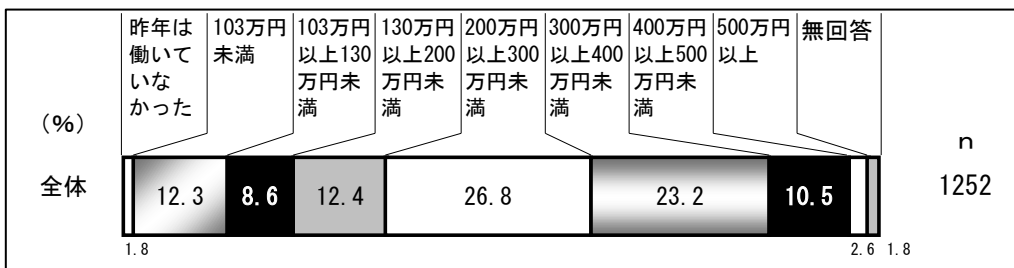 昨年は
働いて
いな
かった
103万円
未満
103万円
以上130
万円未
満
130万円
以上200
万円未
満
200万円
以上300
万円未
満
300万円
以上400
万円未
満
400万円
以上500
万円未
満
500万円
以上
無回答
(%)
n
全体
12.3
8.6
12.4
26.8
23.2
10.5
1252
1.8
2.6
1.8